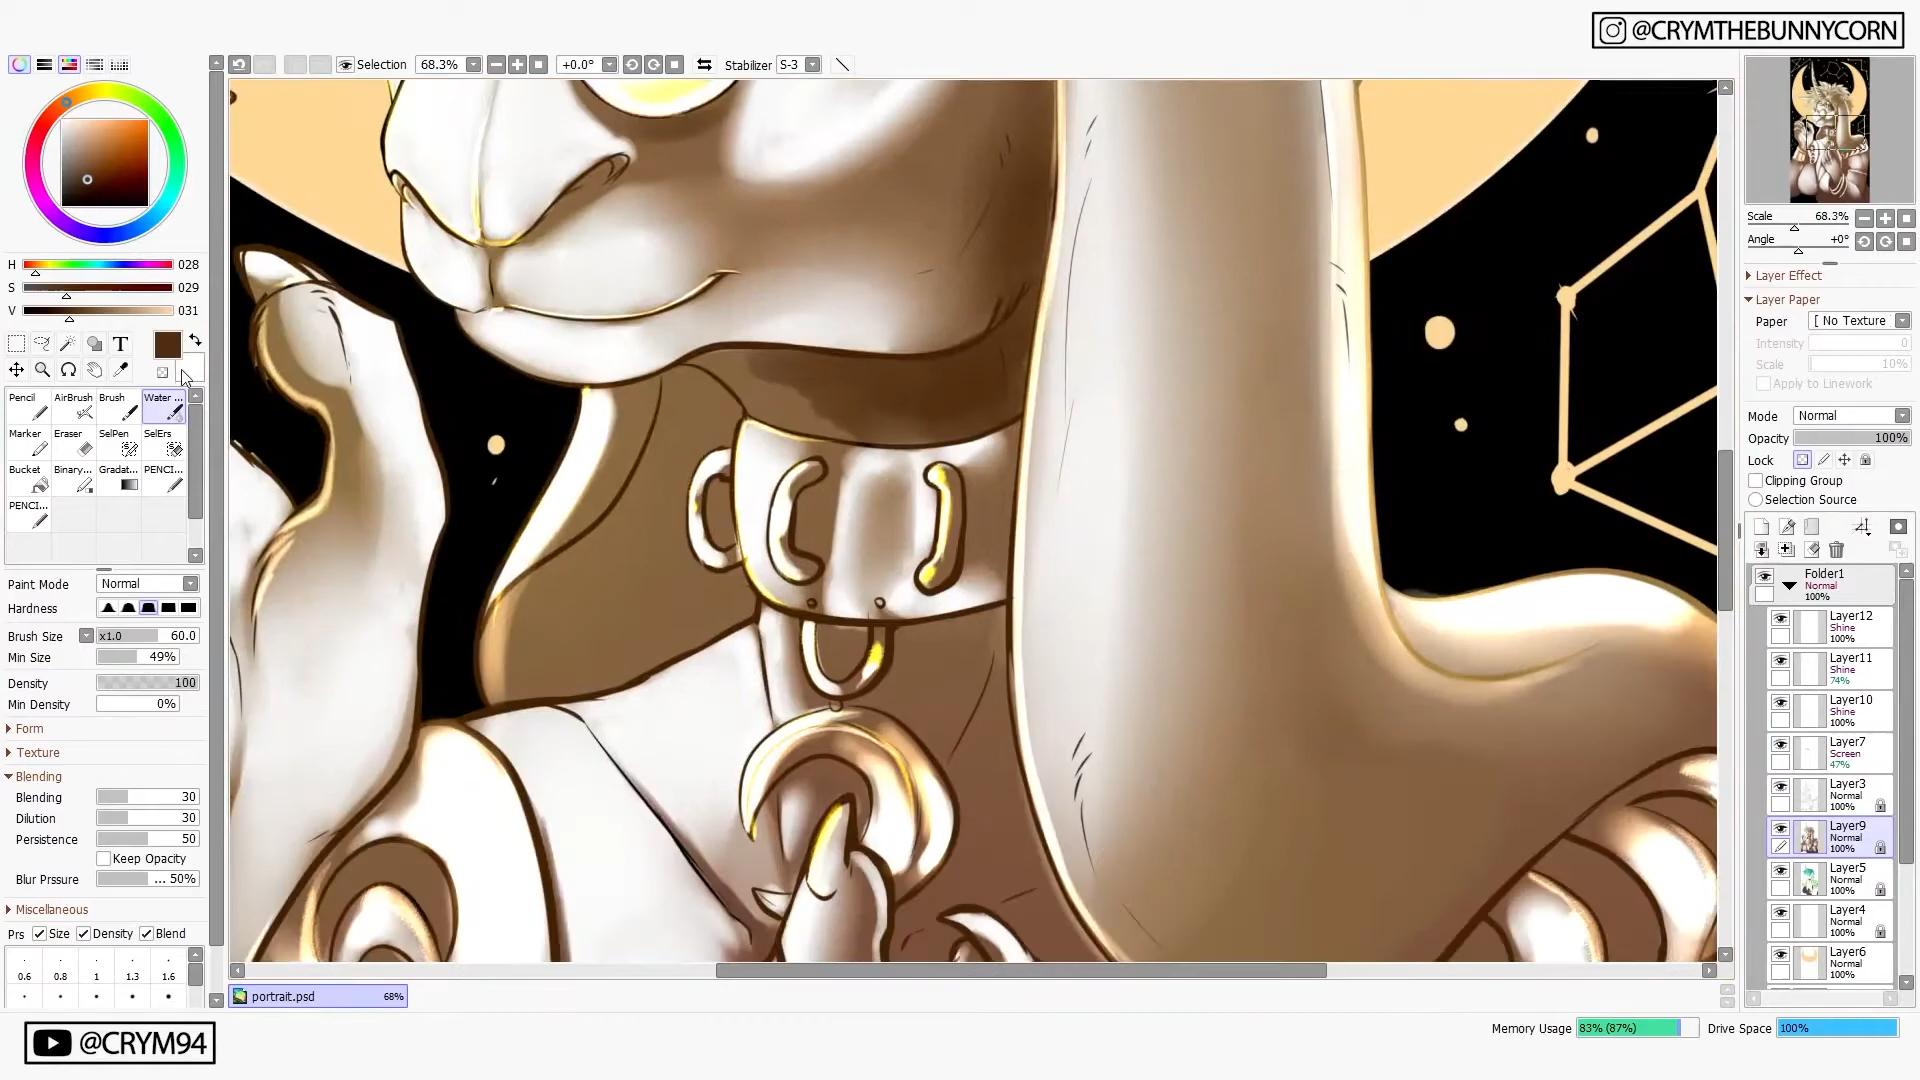 @CRYMTHEBUNNYCORN
Selection 68.3% +0.0° Stabilizer S-3
H 028
S 029
V 031
T
Pencil AirBrush Brush Water ...
Marker Eraser SelPen SelErs
Bucket Binary... Gradat... PENCI...
PENCI...
Paint Mode Normal
Hardness
Brush Size x1.0 60.0
Min Size 49%
Density 100
Min Density 0%
Form
Texture
Blending
Blending 30
Dilution 30
Persistence 50
Keep Opacity
Blur Prssure ... 50%
Miscellaneous
Prs Size Density Blend
0.6 0.8 1 1.3 1.6
portrait.psd 68%
@CRYM94
Scale 68.3%
Angle +0°
Layer Effect
Layer Paper
Paper [ No Texture
Intensity 0
Scale 10%
Apply to Linework
Mode Normal
Opacity 100%
Lock
Clipping Group
Selection Source
Folder1
Normal
100%
Layer12
Shine
100%
Layer11
Shine
74%
Layer10
Shine
100%
Layer7
Screen
47%
Layer3
Normal
100%
Layer9
Normal
100%
Layer5
Normal
100%
Layer4
Normal
100%
Layer6
Normal
100%
Memory Usage 83% (87%) Drive Space 100%